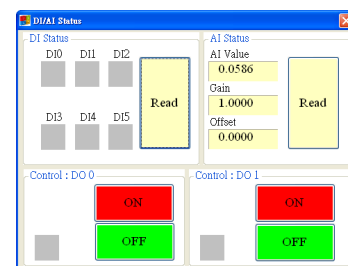 DI/AI Status
DI Status
DI0 DI1 DI2
Read
DI3 DI4 DI5
AI Status
AI Value
0.0586
Gain
1.0000
Read
Offset
0.0000
Control : DO 0
ON
OFF
Control : DO 1
ON
OFF